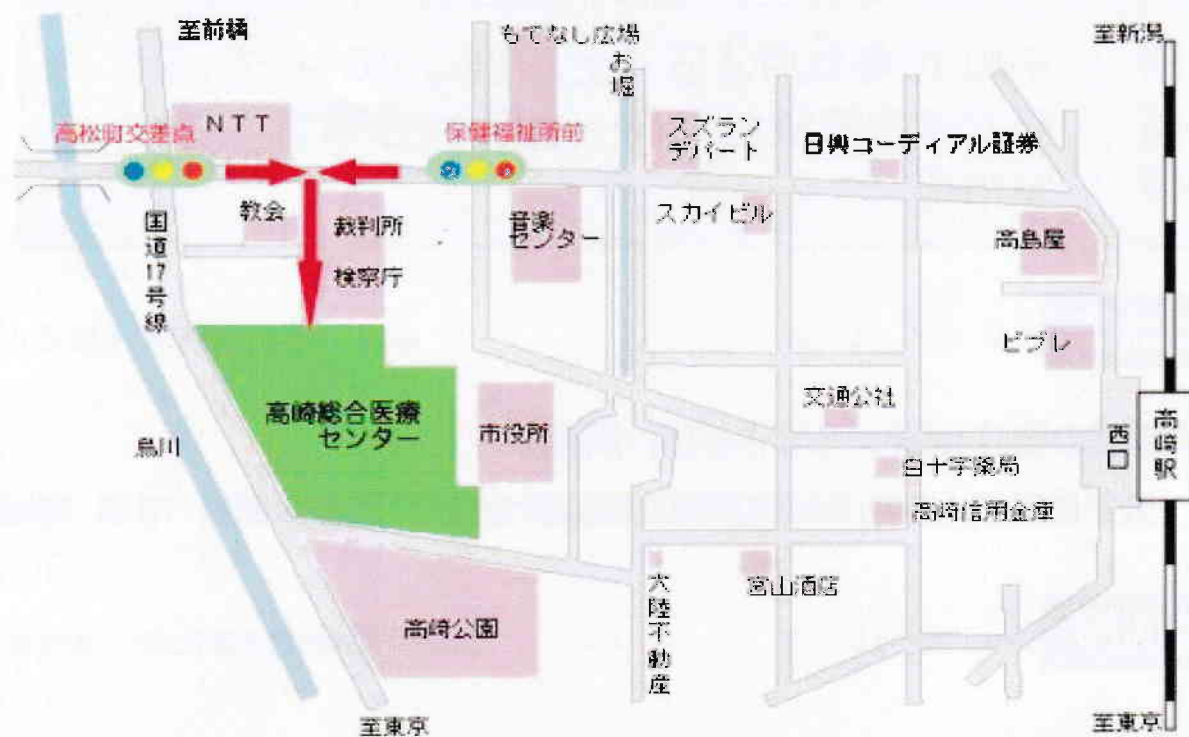 至前橋
もてなし広場
お堀
至新潟
高松町交差点
NTT
保健福祉所前
スズラン
デパート
日興コーディアル証券
教会
裁判所
検察庁
音楽
センター
スカイビル
高島屋
国道17号線
ビブレ
高崎総合医療
センター
市役所
交通公社
烏川
西口
高崎駅
白十字薬局
高崎信用金庫
大陸不動産
宮山酒店
高崎公園
至東京
至東京